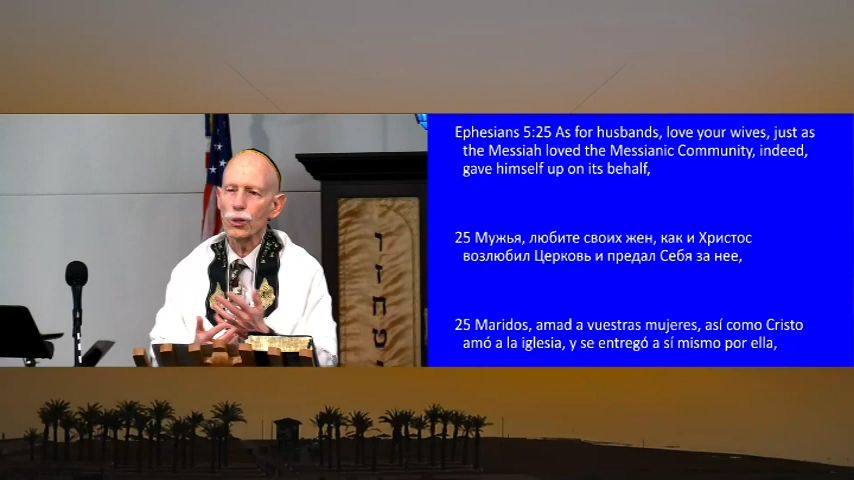 Ephesians 5:25 As for husbands, love your wives, just as
the Messiah loved the Messianic Community, indeed,
gave himself up on its behalf,
25 Мужья, любите своих жен, как и Христос
возлюбил Церковь и предал Себя за нее,
25 Maridos, amad a vuestras mujeres, así como Cristo
amó a la iglesia, y se entregó a sí mismo por ella,